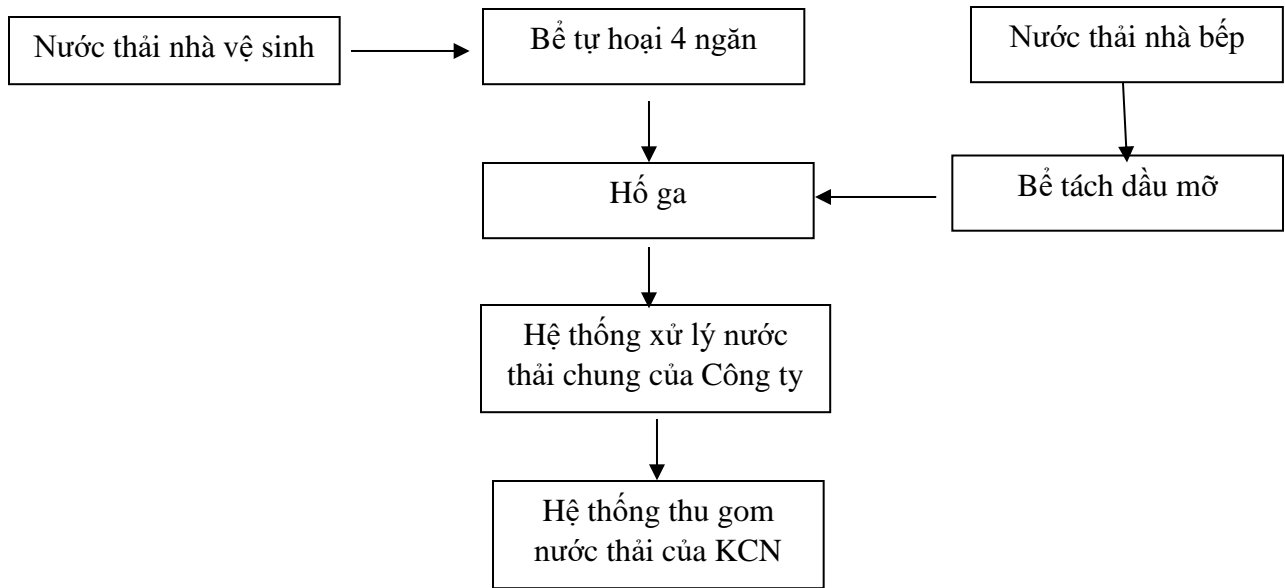 Nước thải nhà vệ sinh
Bể tự hoại 4 ngăn
Nước thải nhà bếp
Hố ga
Bể tách dầu mỡ
Hệ thống xử lý nước
thải chung của Công ty
Hệ thống thu gom
nước thải của KCN